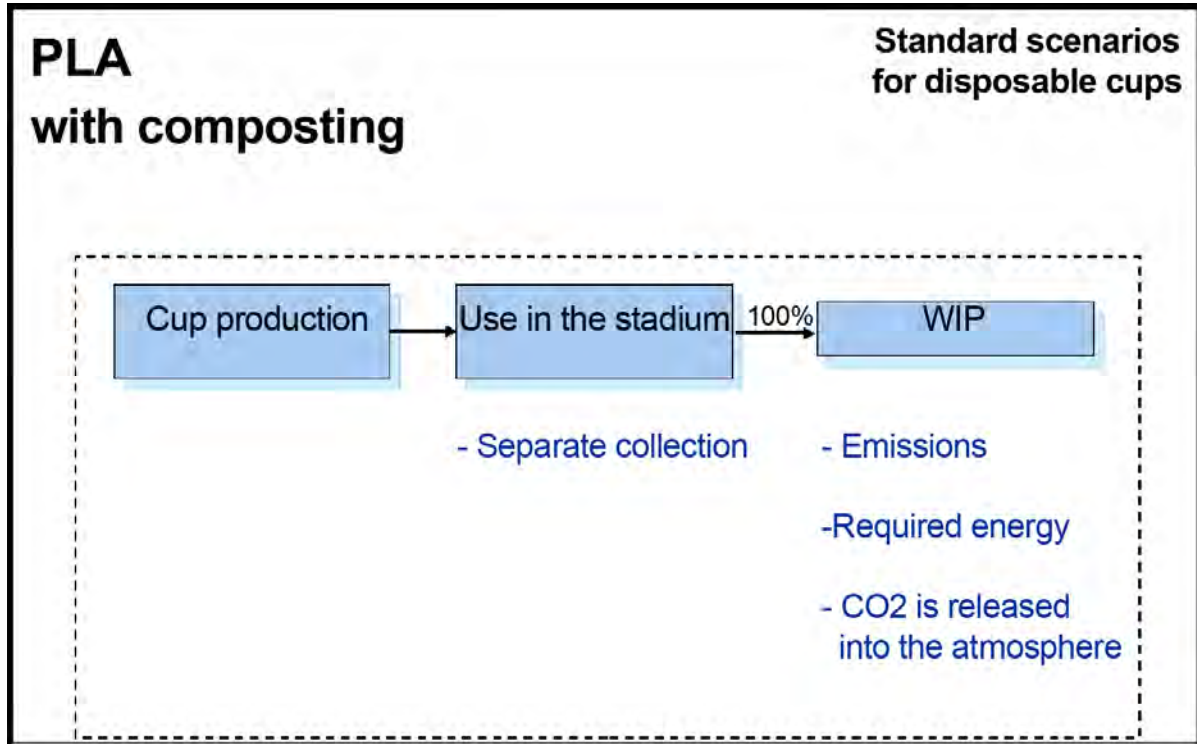 PLA
with composting
Standard scenarios
for disposable cups
Cup production
Use in the stadium
100%
WIP
- Separate collection
- Emissions
-Required energy
- CO2 is released
into the atmosphere